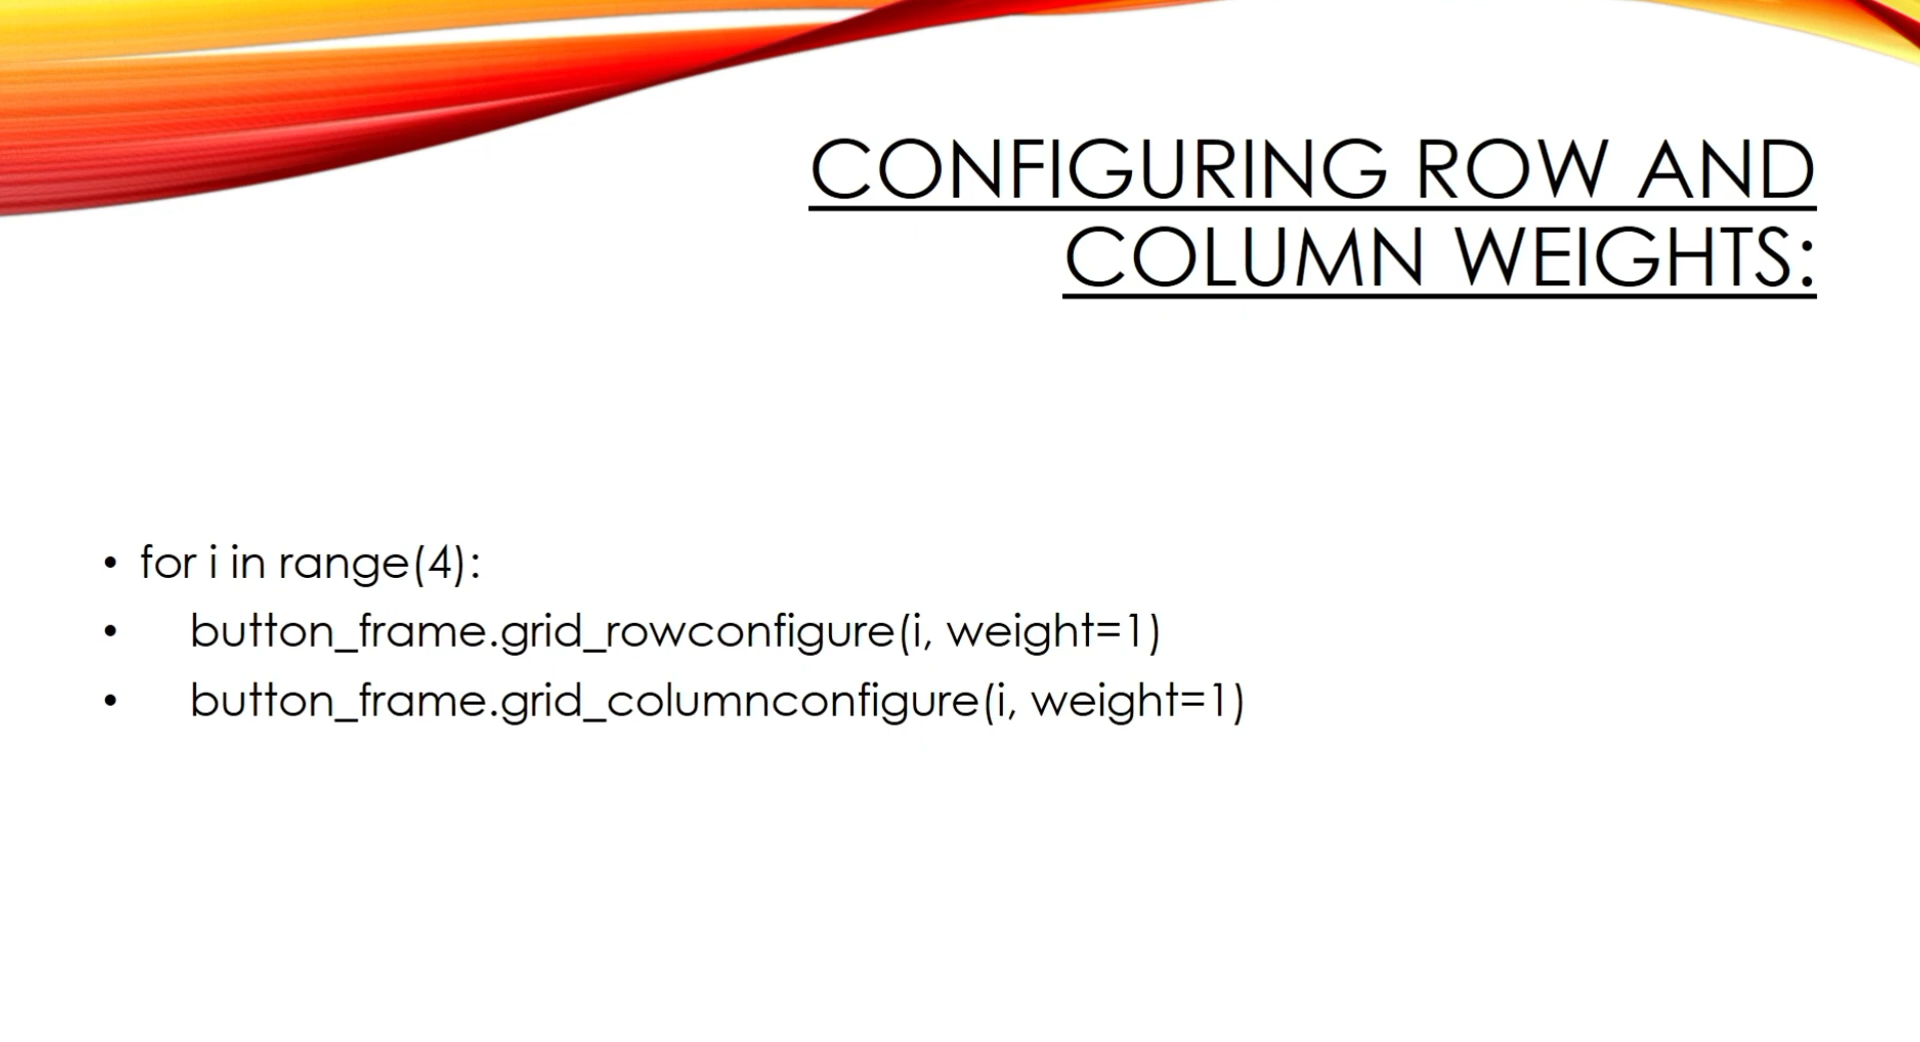 CONFIGURING ROW AND
COLUMN WEIGHTS:
• for i in range(4):
•    button_frame.grid_rowconfigure(i, weight=1)
•    button_frame.grid_columnconfigure(i, weight=1)